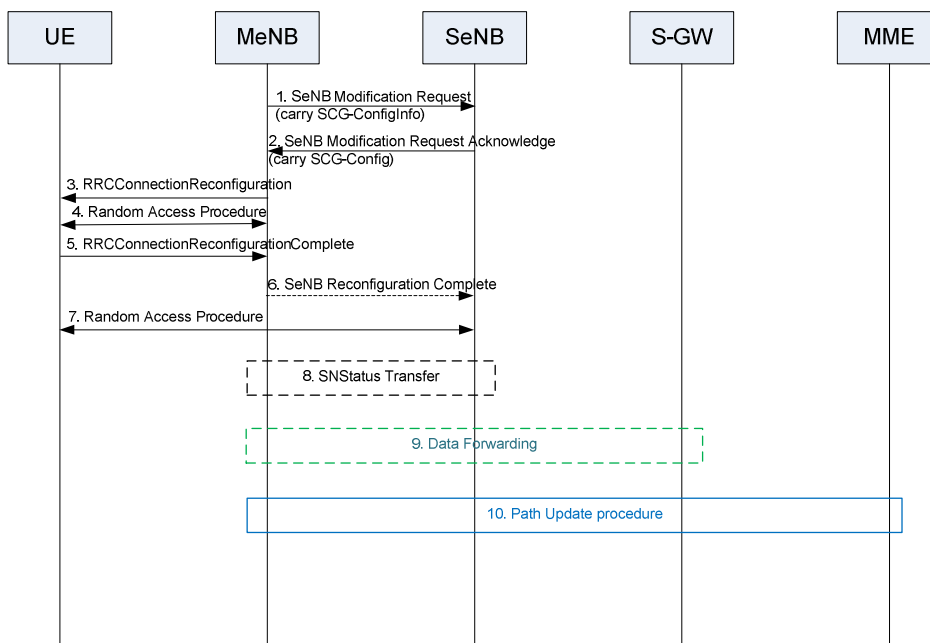 UE
MeNB
SeNB
S-GW
MME
1. SeNB Modification Request
(carry SCG-ConfigInfo)
2. SeNB Modification Request Acknowledge
(carry SCG-Config)
3. RRCConnectionReconfiguration
4. Random Access Procedure
5. RRCConnectionReconfigurationComplete
6. SeNB Reconfiguration Complete
7. Random Access Procedure
8. SNStatus Transfer
9. Data Forwarding
10. Path Update procedure